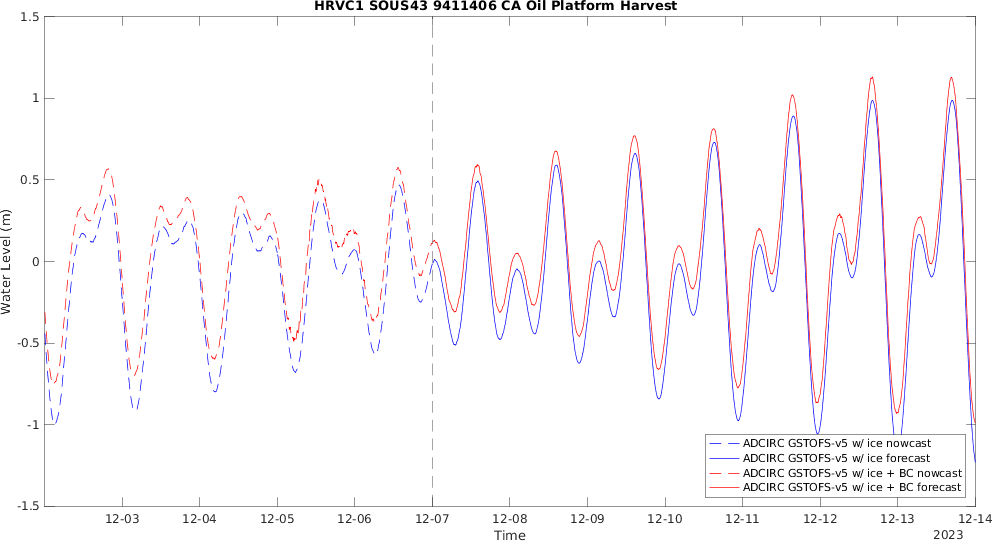 HRVC1 SOUS43 9411406 CA Oil Platform Harvest
Water Level (m)
1.5
1
0.5
0
-0.5
-1
-1.5
12-03 12-04 12-05 12-06 12-07 12-08 12-09 12-10 12-11 12-12 12-13 12-14
Time
2023
ADCIRC GSTOFS-v5 w/ ice nowcast
ADCIRC GSTOFS-v5 w/ ice forecast
ADCIRC GSTOFS-v5 w/ ice + BC nowcast
ADCIRC GSTOFS-v5 w/ ice + BC forecast